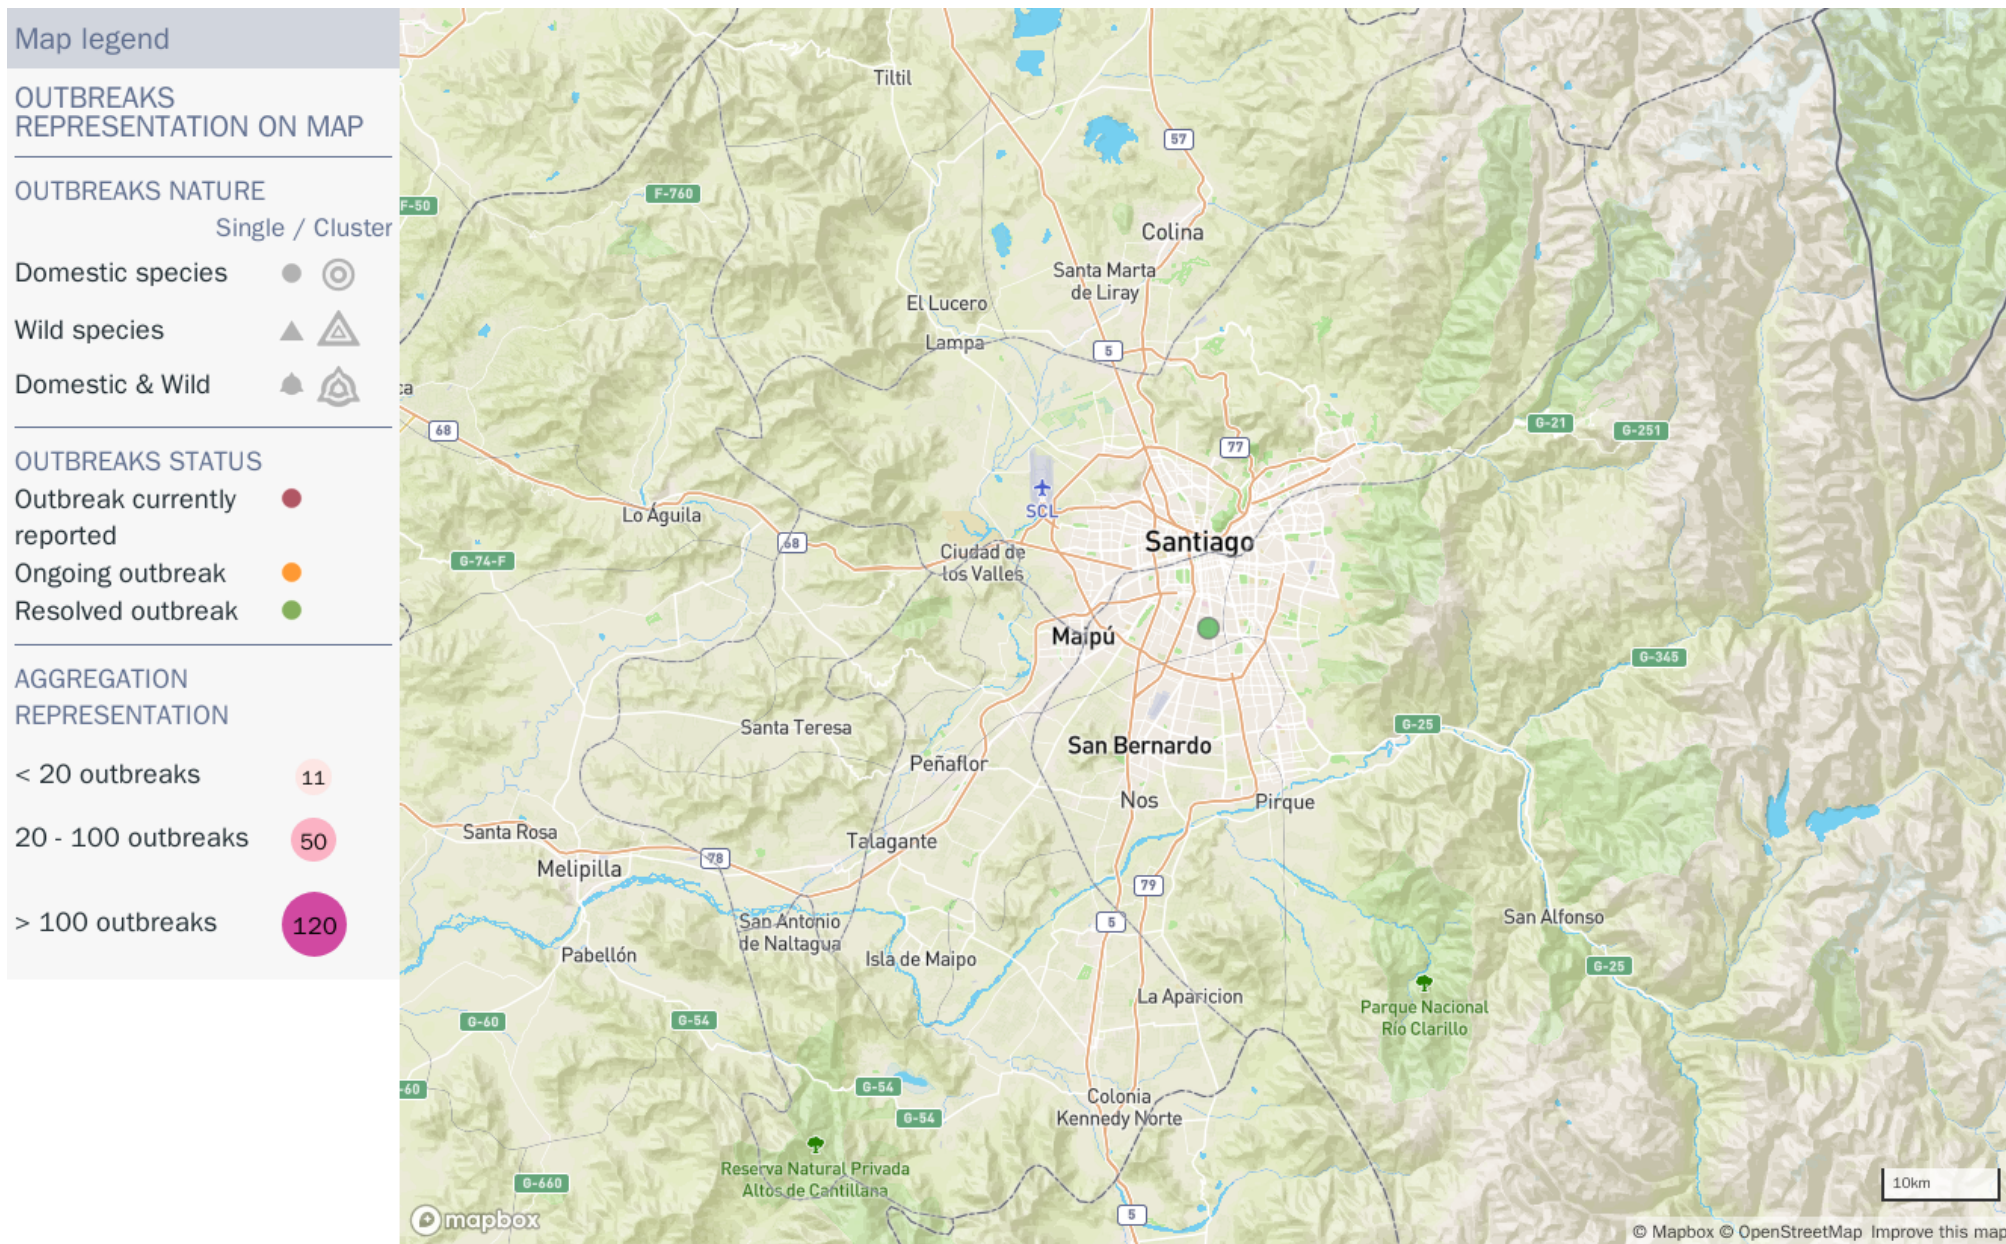 Map legend
OUTBREAKS
REPRESENTATION ON MAP
OUTBREAKS NATURE
Single / Cluster
Domestic species
Wild species
Domestic & Wild
OUTBREAKS STATUS
Outbreak currently
reported
Ongoing outbreak
Resolved outbreak
AGGREGATION
REPRESENTATION
< 20 outbreaks 11
20 - 100 outbreaks 50
> 100 outbreaks 120
Tiltil
57
F-760
F-50
Colina
Santa Marta
de Liray
El Lucero
Lampa
5
ca
68
G-21
G-251
77
SCL
Lo Águila
68
Santiago
Ciudad de
los Valles
G-74-F
Maipú
G-345
Santa Teresa
G-25
San Bernardo
Peñaflor
Nos
Pirque
Santa Rosa
Talagante
78
Melipilla
79
San Antonio
de Naltagua
5
San Alfonso
Pabellón
Isla de Maipo
G-25
La Aparicion
Parque Nacional
Río Clarillo
G-60
G-54
-60
G-54
Colonia
Kennedy Norte
G-54
Reserva Natural Privada
Altos de Cantillana
G-660
10km
5
mapbox
© Mapbox © OpenStreetMap Improve this map